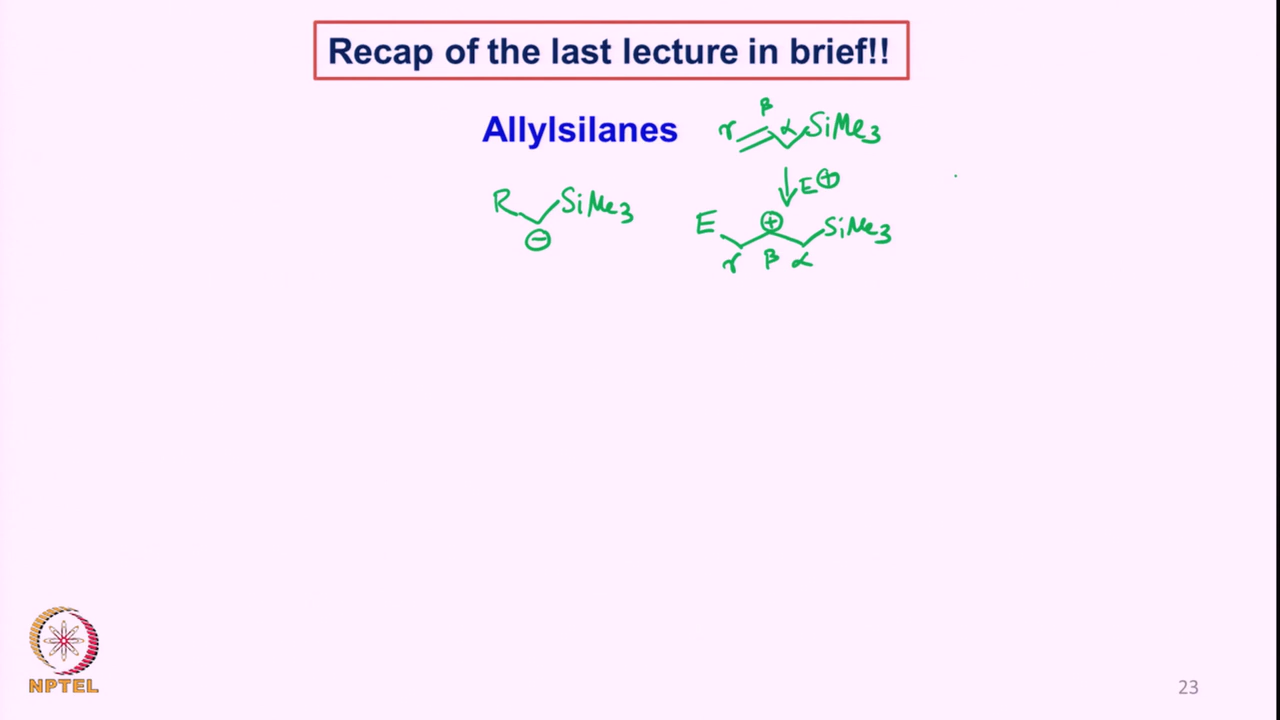 Recap of the last lecture in brief!!
Allylsilanes
γ β α SiMe3
E⊕
R SiMe3
⊖
E ⊕ SiMe3
γ β α
NPTEL
23